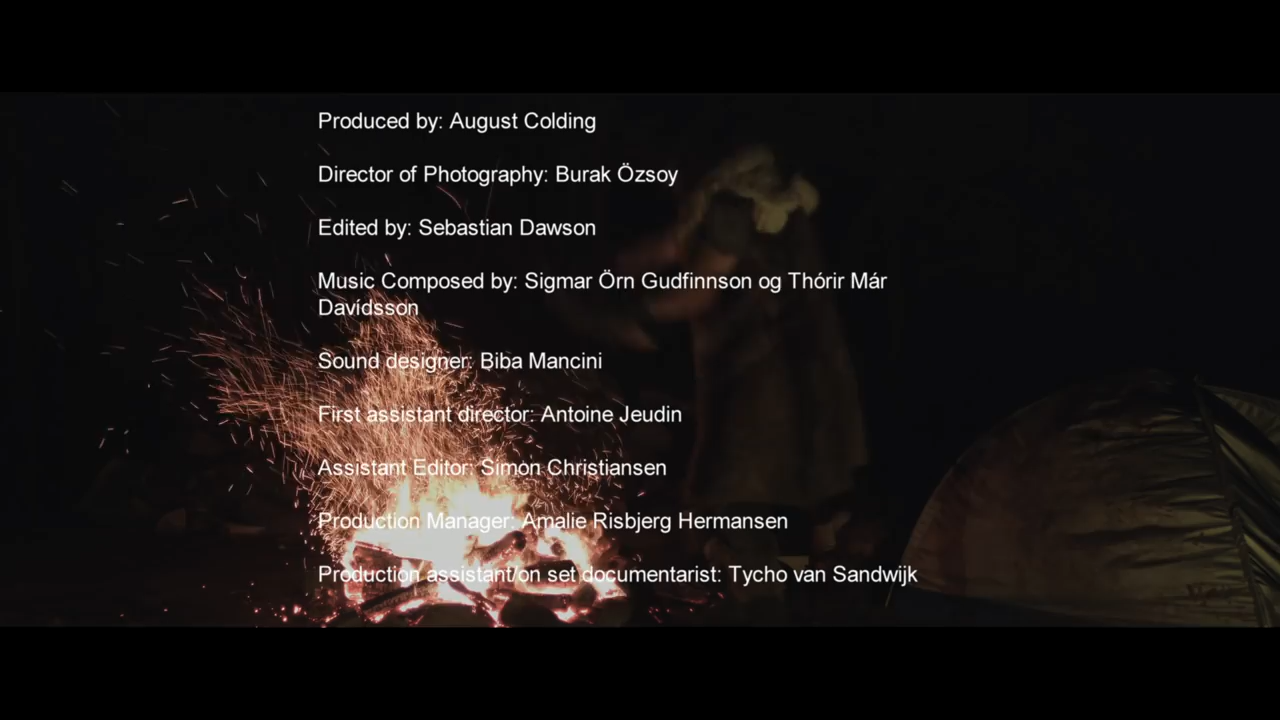 Produced by: August Colding
Director of Photography: Burak Özsoy
Edited by: Sebastian Dawson
Music Composed by: Sigmar Örn Gudfinnson og Thórir Már
Davídsson
Sound designer: Biba Mancini
First assistant director: Antoine Jeudin
Assistant Editor: Simon Christiansen
Production Manager: Amalie Risbjerg Hermansen
Production assistant/on set documentarist: Tycho van Sandwijk